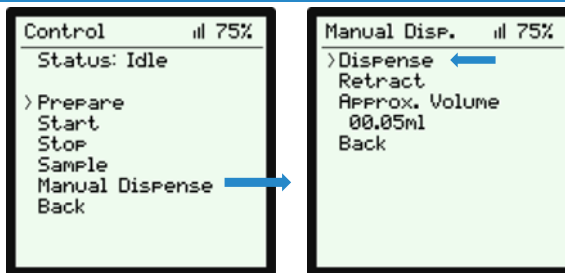 Control 75%
Status: Idle
>Prepare
Start
Stop
Sample
Manual Dispense
Back
Manual Disp. 75%
>Dispense
Retract
Approx. Volume
00.05ml
Back